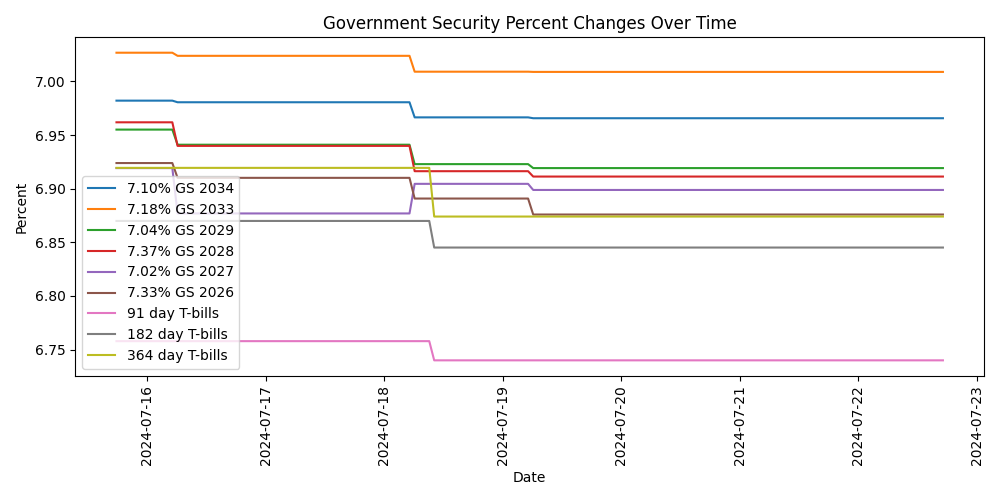 Government Security Percent Changes Over Time
Percent
7.00
6.95
6.90
6.85
6.80
6.75
7.10% GS 2034
7.18% GS 2033
7.04% GS 2029
7.37% GS 2028
7.02% GS 2027
7.33% GS 2026
91 day T-bills
182 day T-bills
364 day T-bills
2024-07-16
2024-07-17
2024-07-18
2024-07-19
2024-07-20
2024-07-21
2024-07-22
2024-07-23
Date